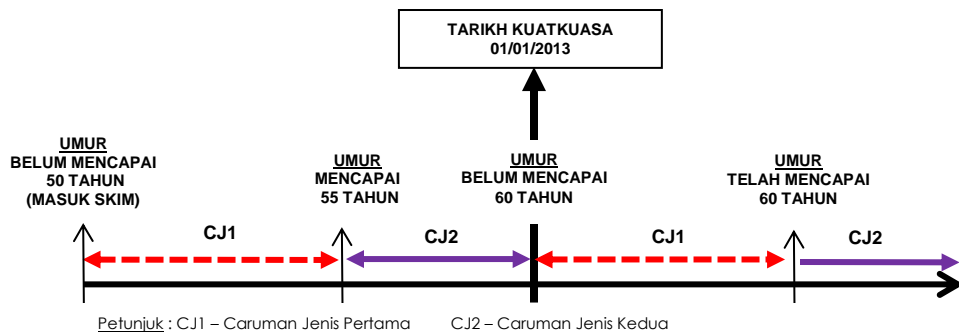 TARIKH KUATKUASA
01/01/2013
UMUR
BELUM MENCAPAI
50 TAHUN
(MASUK SKIM)
UMUR
MENCAPAI
55 TAHUN
UMUR
BELUM MENCAPAI
60 TAHUN
UMUR
TELAH MENCAPAI
60 TAHUN
CJ1
CJ2
CJ1
CJ2
Petunjuk : CJ1 – Caruman Jenis Pertama CJ2 – Caruman Jenis Kedua